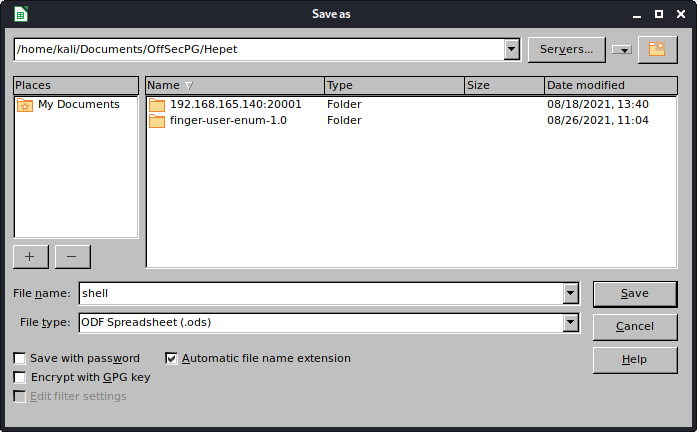 Save as
/home/kali/Documents/OffSecPG/Hepet
Servers...
Places
Name Type Size Date modified
My Documents
192.168.165.140:20001 Folder 08/18/2021, 13:40
finger-user-enum-1.0 Folder 08/26/2021, 11:04
+ −
File name: shell
Save
File type: ODF Spreadsheet (.ods)
Cancel
Save with password
Automatic file name extension
Help
Encrypt with GPG key
Edit filter settings